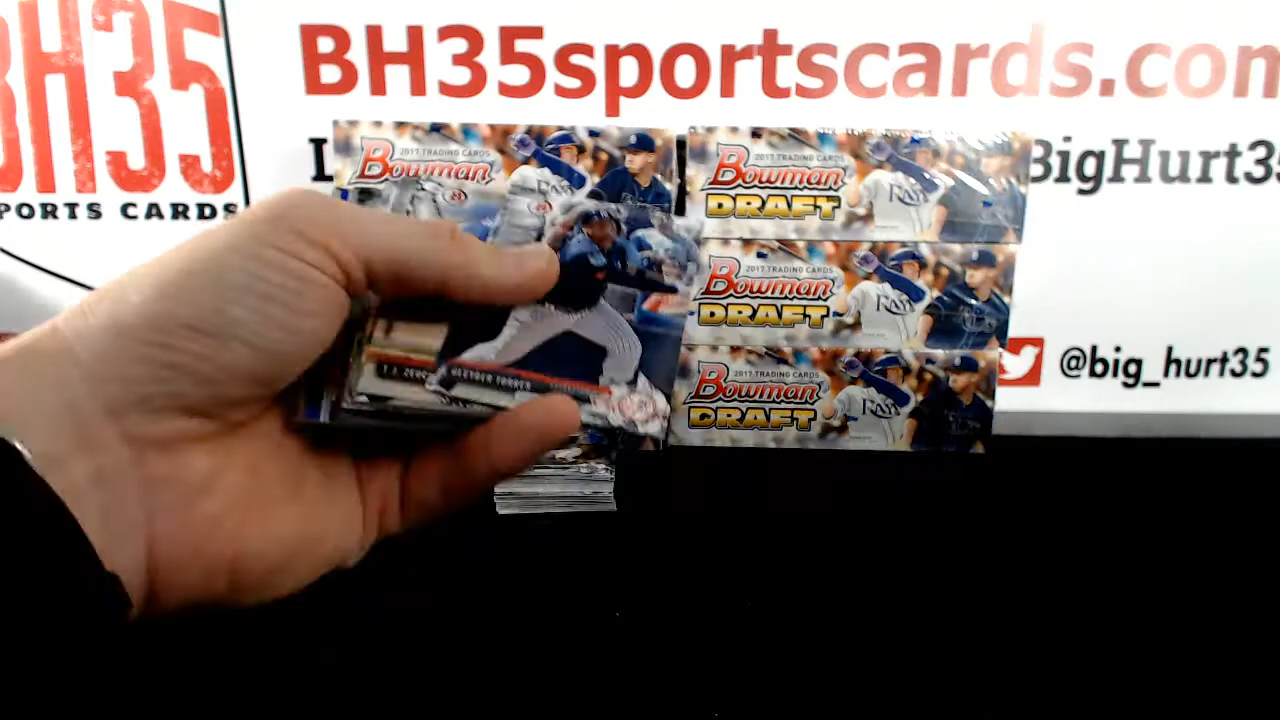 BH35
SPORTS CARDS
BH35sportscards.com
BigHurt35
@big_hurt35
2017 TRADING CARDS
Bowman
2017 TRADING CARDS
Bowman
DRAFT
2017 TRADING CARDS
Bowman
DRAFT
2017 TRADING CARDS
Bowman
DRAFT